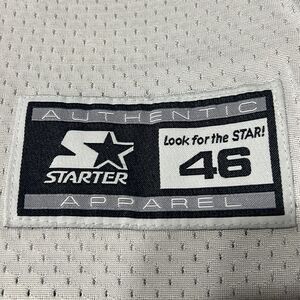 AUTHENTIC
STARTER
Look for the STAR!
46
APPAREL